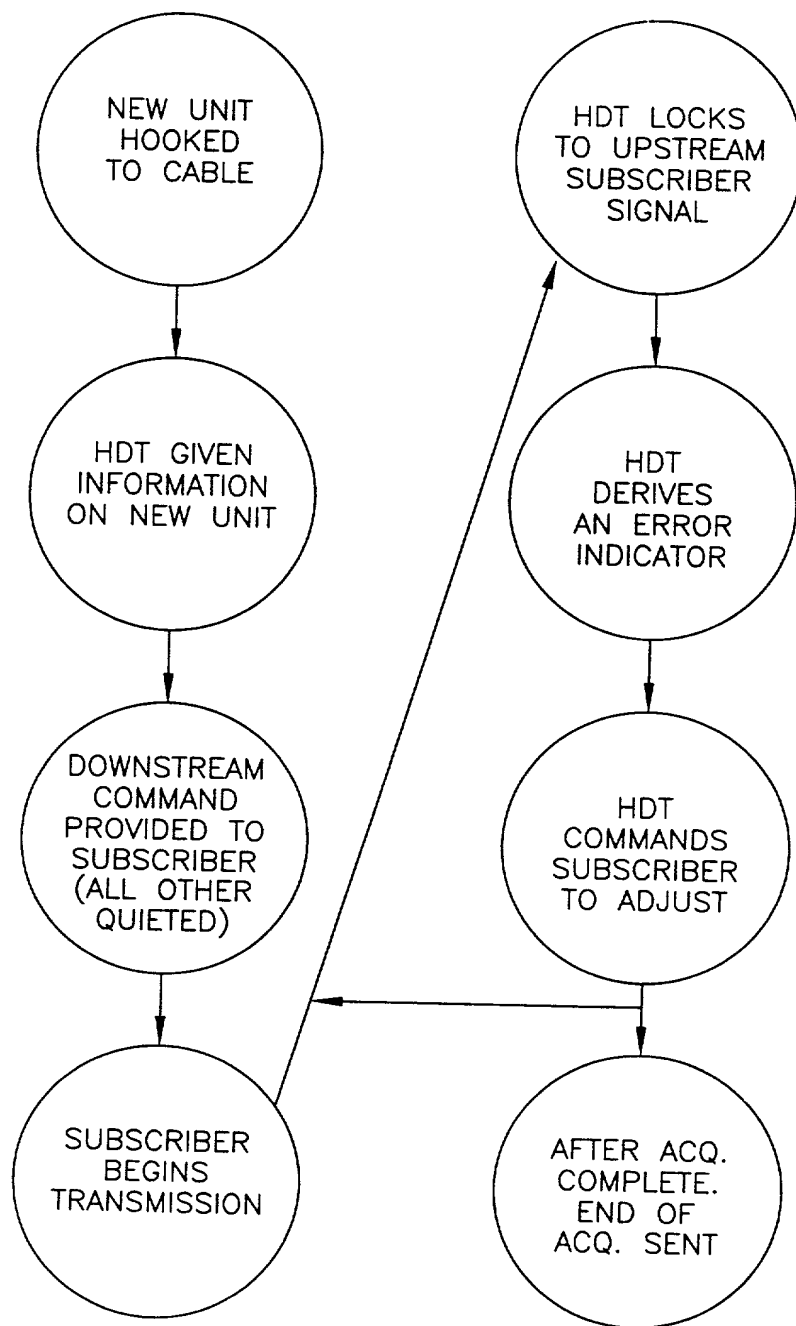 NEW UNIT
HOOKED
TO CABLE
HDT GIVEN
INFORMATION
ON NEW UNIT
DOWNSTREAM
COMMAND
PROVIDED TO
SUBSCRIBER
(ALL OTHER
QUIETED)
SUBSCRIBER
BEGINS
TRANSMISSION
HDT LOCKS
TO UPSTREAM
SUBSCRIBER
SIGNAL
HDT
DERIVES
AN ERROR
INDICATOR
HDT
COMMANDS
SUBSCRIBER
TO ADJUST
AFTER ACQ.
COMPLETE.
END OF
ACQ. SENT